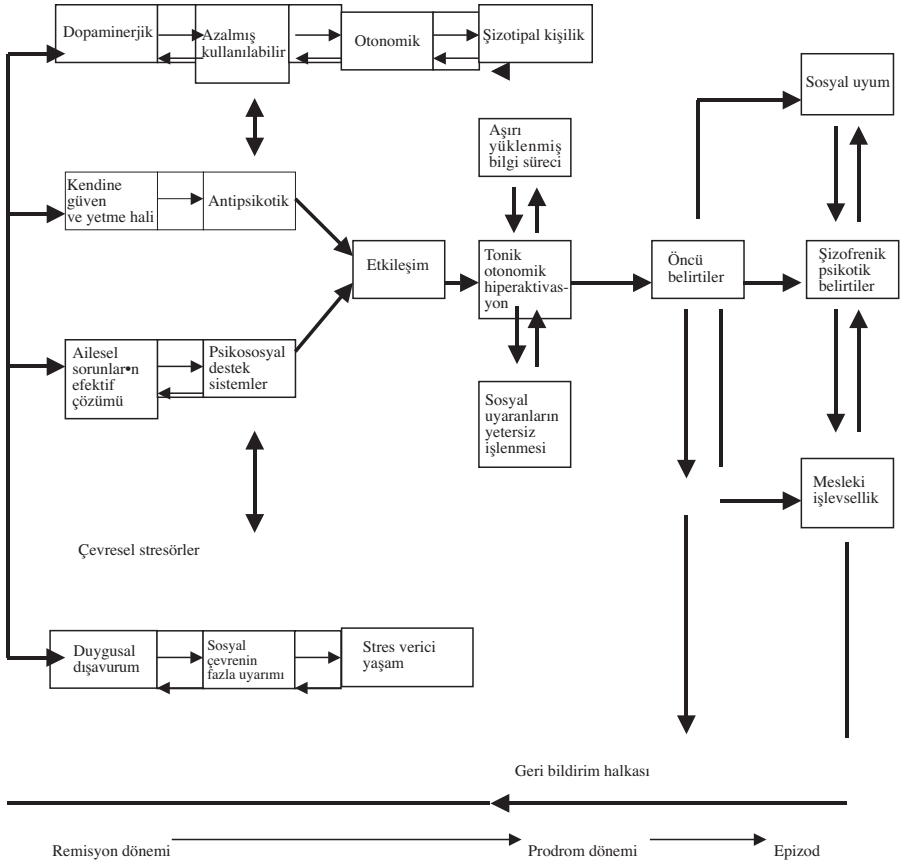 Dopaminerjik
Azalmış
kullanılabilir
Otonomik
Şizotipal kişilik
Sosyal uyum
Aşırı
yüklenmiş
bilgi süreci
Kendine
güven
ve yetme hali
Antipsikotik
Etkileşim
Tonik
otonomik
hiperaktivas-
yon
Öncü
belirtiler
Şizofrenik
psikotik
belirtiler
Ailesel
sorunlar•n
efektif
çözümü
Psikososyal
destek
sistemler
Sosyal
uyaranların
yetersiz
işlenmesi
Mesleki
işlevsellik
Çevresel stresörler
Duygusal
dışavurum
Sosyal
çevrenin
fazla uyarımı
Stres verici
yaşam
Geri bildirim halkası
Remisyon dönemi
Prodrom dönemi
Epizod